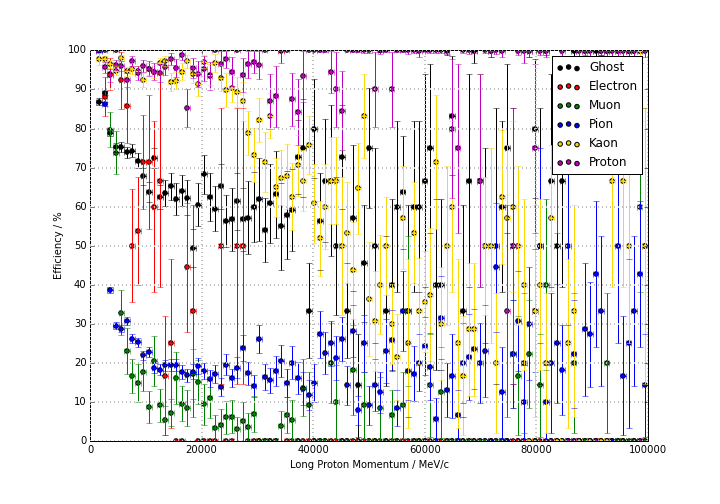 100
90
80
70
60
50
40
30
20
10
0
Efficiency / %
0
20000
40000
60000
80000
100000
Long Proton Momentum / MeV/c
Ghost
Electron
Muon
Pion
Kaon
Proton